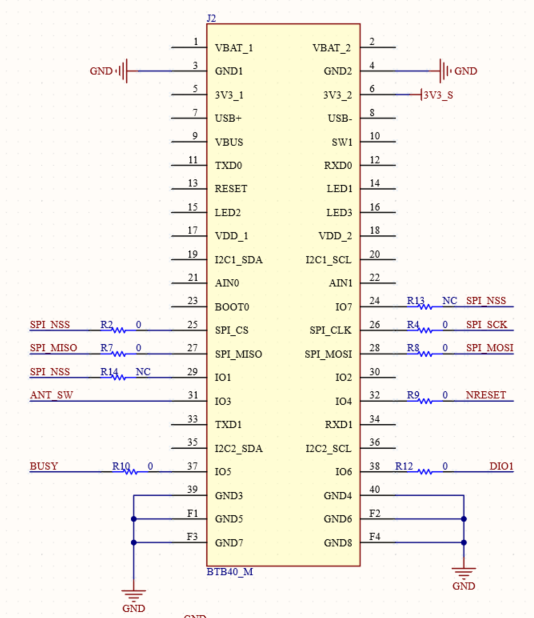 J2
1 VBAT_1 VBAT_2 2
GND 3 GND1 GND2 4 GND
5 3V3_1 3V3_2 6 3V3_S
7 USB+ USB- 8
9 VBUS SW1 10
11 TXD0 RXD0 12
13 RESET LED1 14
15 LED2 LED3 16
17 VDD_1 VDD_2 18
19 I2C1_SDA I2C1_SCL 20
21 AIN0 AIN1 22
23 BOOT0 IO7 24 R13 NC SPI_NSS
SPI_NSS R2 0 25 SPI_CS SPI_CLK 26 R4 0 SPI_SCK
SPI_MISO R7 0 27 SPI_MISO SPI_MOSI 28 R8 0 SPI_MOSI
SPI_NSS R14 NC 29 IO1 IO2 30
ANT_SW 31 IO3 IO4 32 R9 0 NRESET
33 TXD1 RXD1 34
35 I2C2_SDA I2C2_SCL 36
BUSY R10 0 37 IO5 IO6 38 R12 0 DIO1
39 GND3 GND4 40
F1 GND5 GND6 F2
F3 GND7 GND8 F4
BTB40_M
GND GND
GND